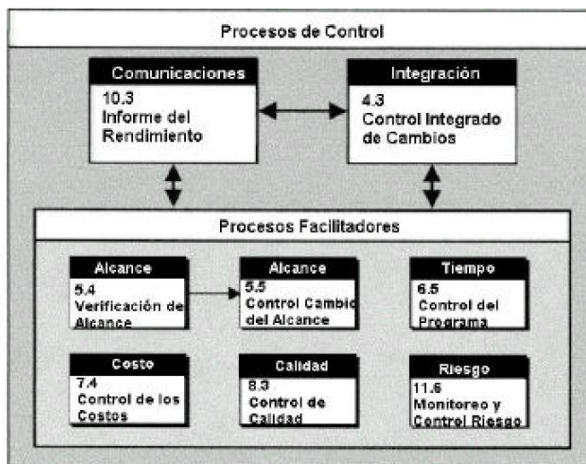 Procesos de Control
Comunicaciones
10.3
Informe del
Rendimiento
Integración
4.3
Control Integrado
de Cambios
Procesos Facilitadores
Alcance
5.4
Verificación del
Alcance
Alcance
5.5
Control Cambio
del Alcance
Tiempo
6.5
Control del
Programa
Costo
7.4
Control de los
Costos
Calidad
8.3
Control de
Calidad
Riesgo
11.6
Monitoreo y
Control Riesgo